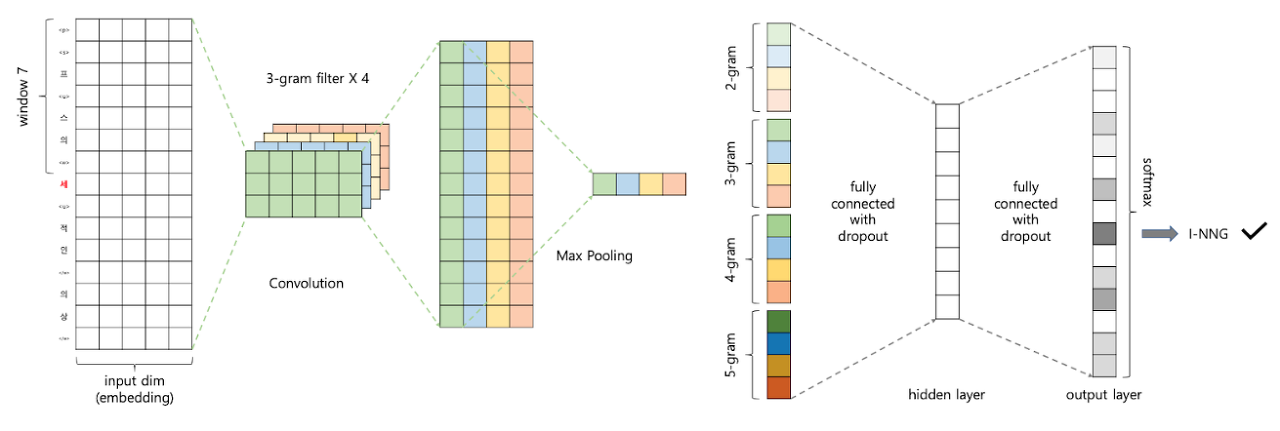 window 7
프
스
의
세
적
인
의
상
input dim
(embedding)
3-gram filter X 4
Convolution
Max Pooling
2-gram
3-gram
4-gram
5-gram
fully
connected
with
dropout
hidden layer
fully
connected
with
dropout
output layer
softmax
I-NNG